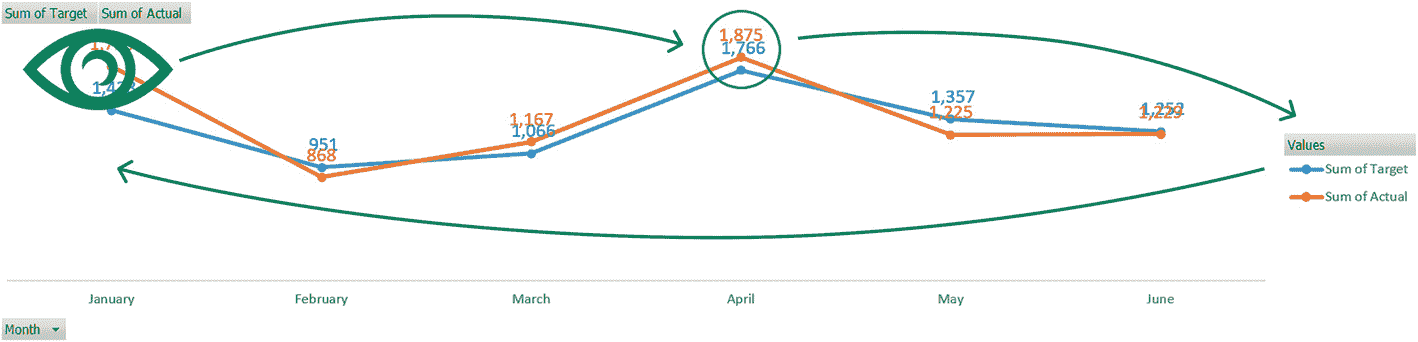 Sum of Target Sum of Actual
1,875
1,766
1,357
1,225
1,167
1,066
951
868
Values
Sum of Target
Sum of Actual
January February March April May June
Month